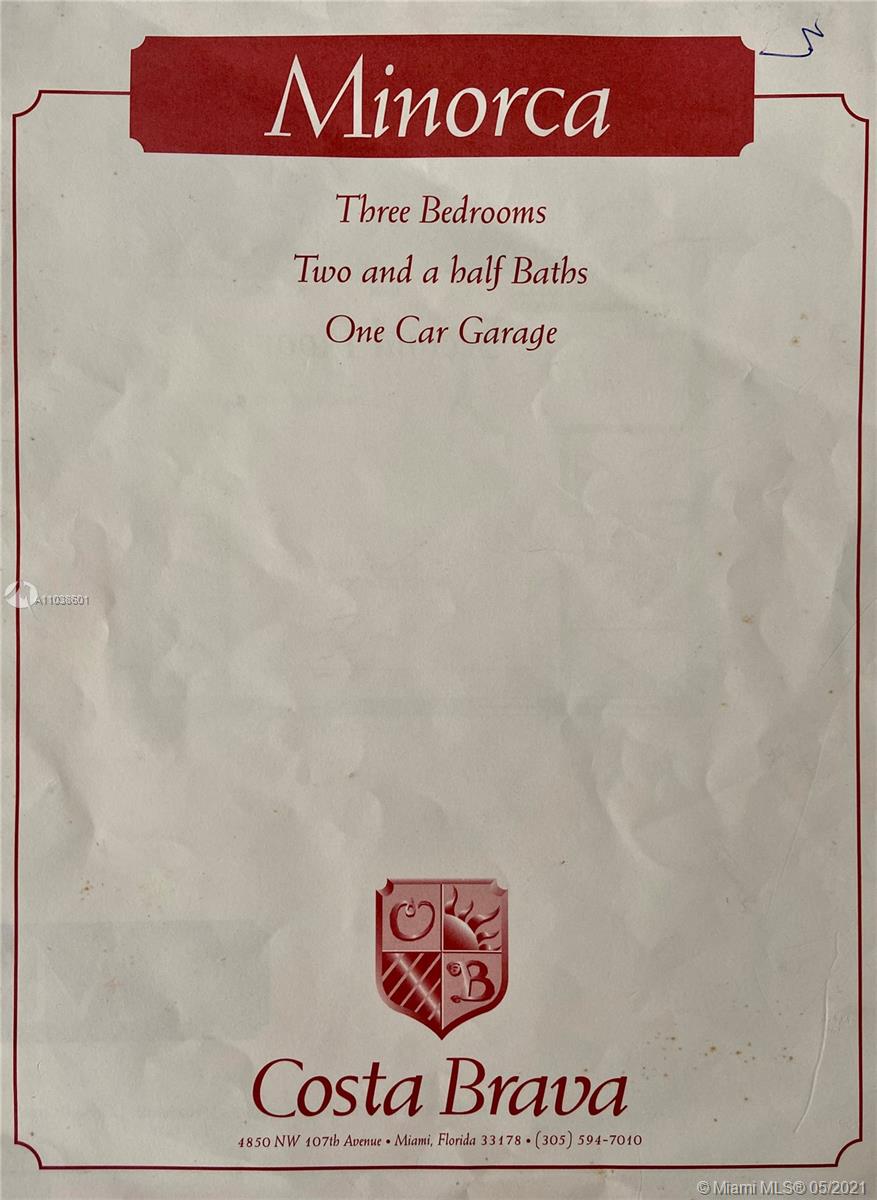 Minorca
Three Bedrooms
Two and a half Baths
One Car Garage
C
B
Costa Brava
4850 NW 107th Avenue • Miami, Florida 33178 • (305) 594-7010
© Miami MLS® 05/2021